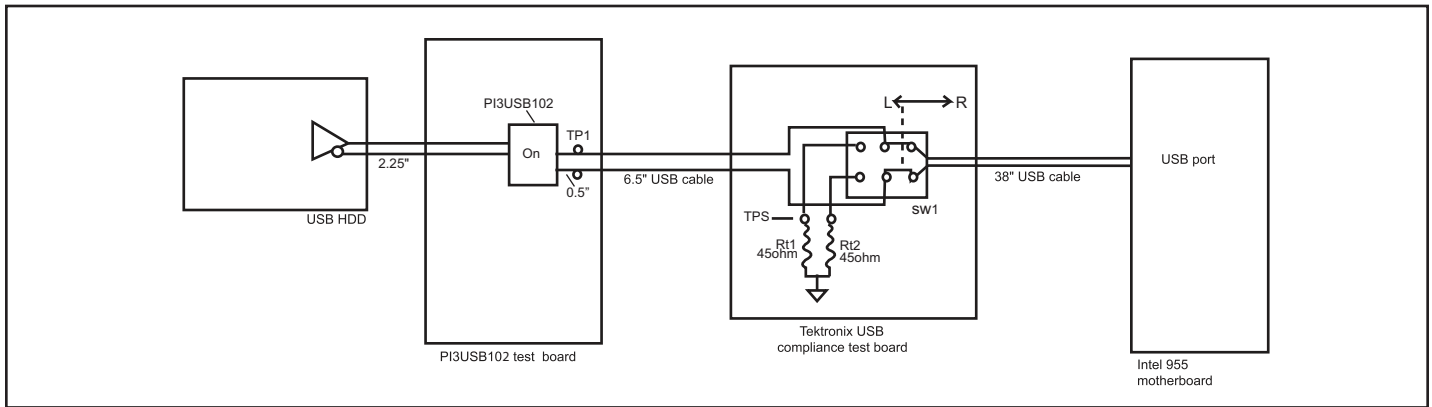 USB HDD
2.25"
PI3USB102
On
TP1
0.5"
PI3USB102 test board
6.5" USB cable
L
R
sw1
TPS
Rt1
45ohm
Rt2
45ohm
Tektronix USB
compliance test board
38" USB cable
USB port
Intel 955
motherboard